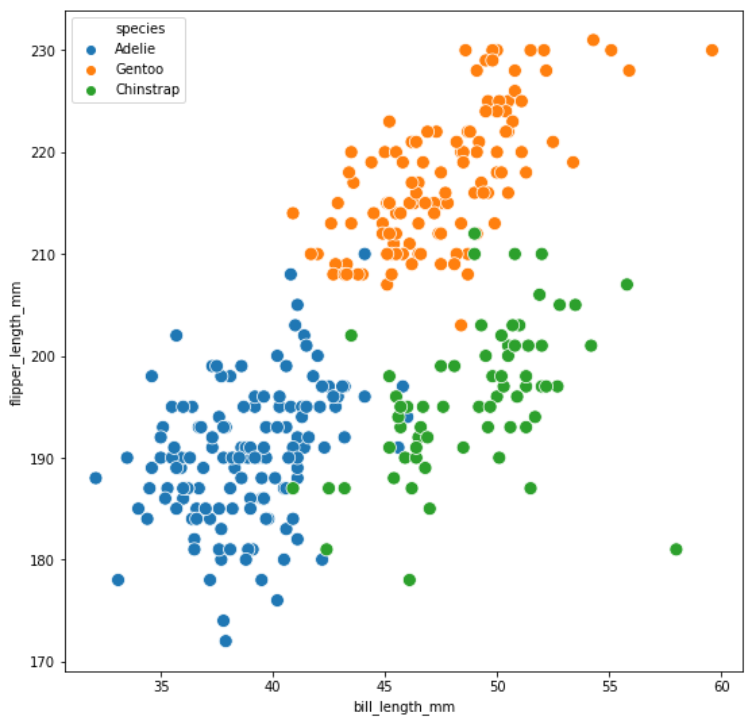 species
Adelie
Gentoo
Chinstrap
230
220
210
200
190
180
170
flipper_length_mm
35
40
45
50
55
60
bill_length_mm